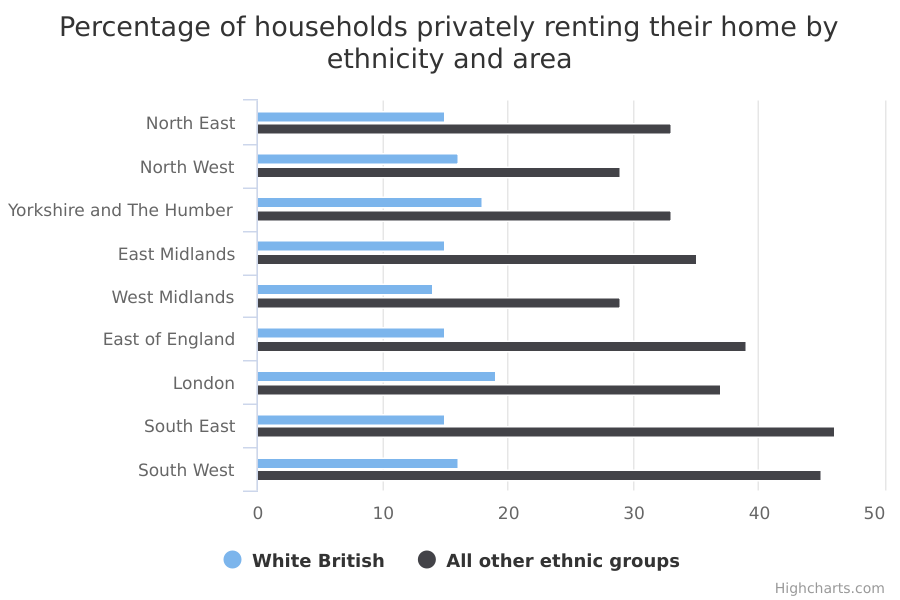 Percentage of households privately renting their home by
ethnicity and area
North East
North West
Yorkshire and The Humber
East Midlands
West Midlands
East of England
London
South East
South West
0 10 20 30 40 50
White British All other ethnic groups
Highcharts.com